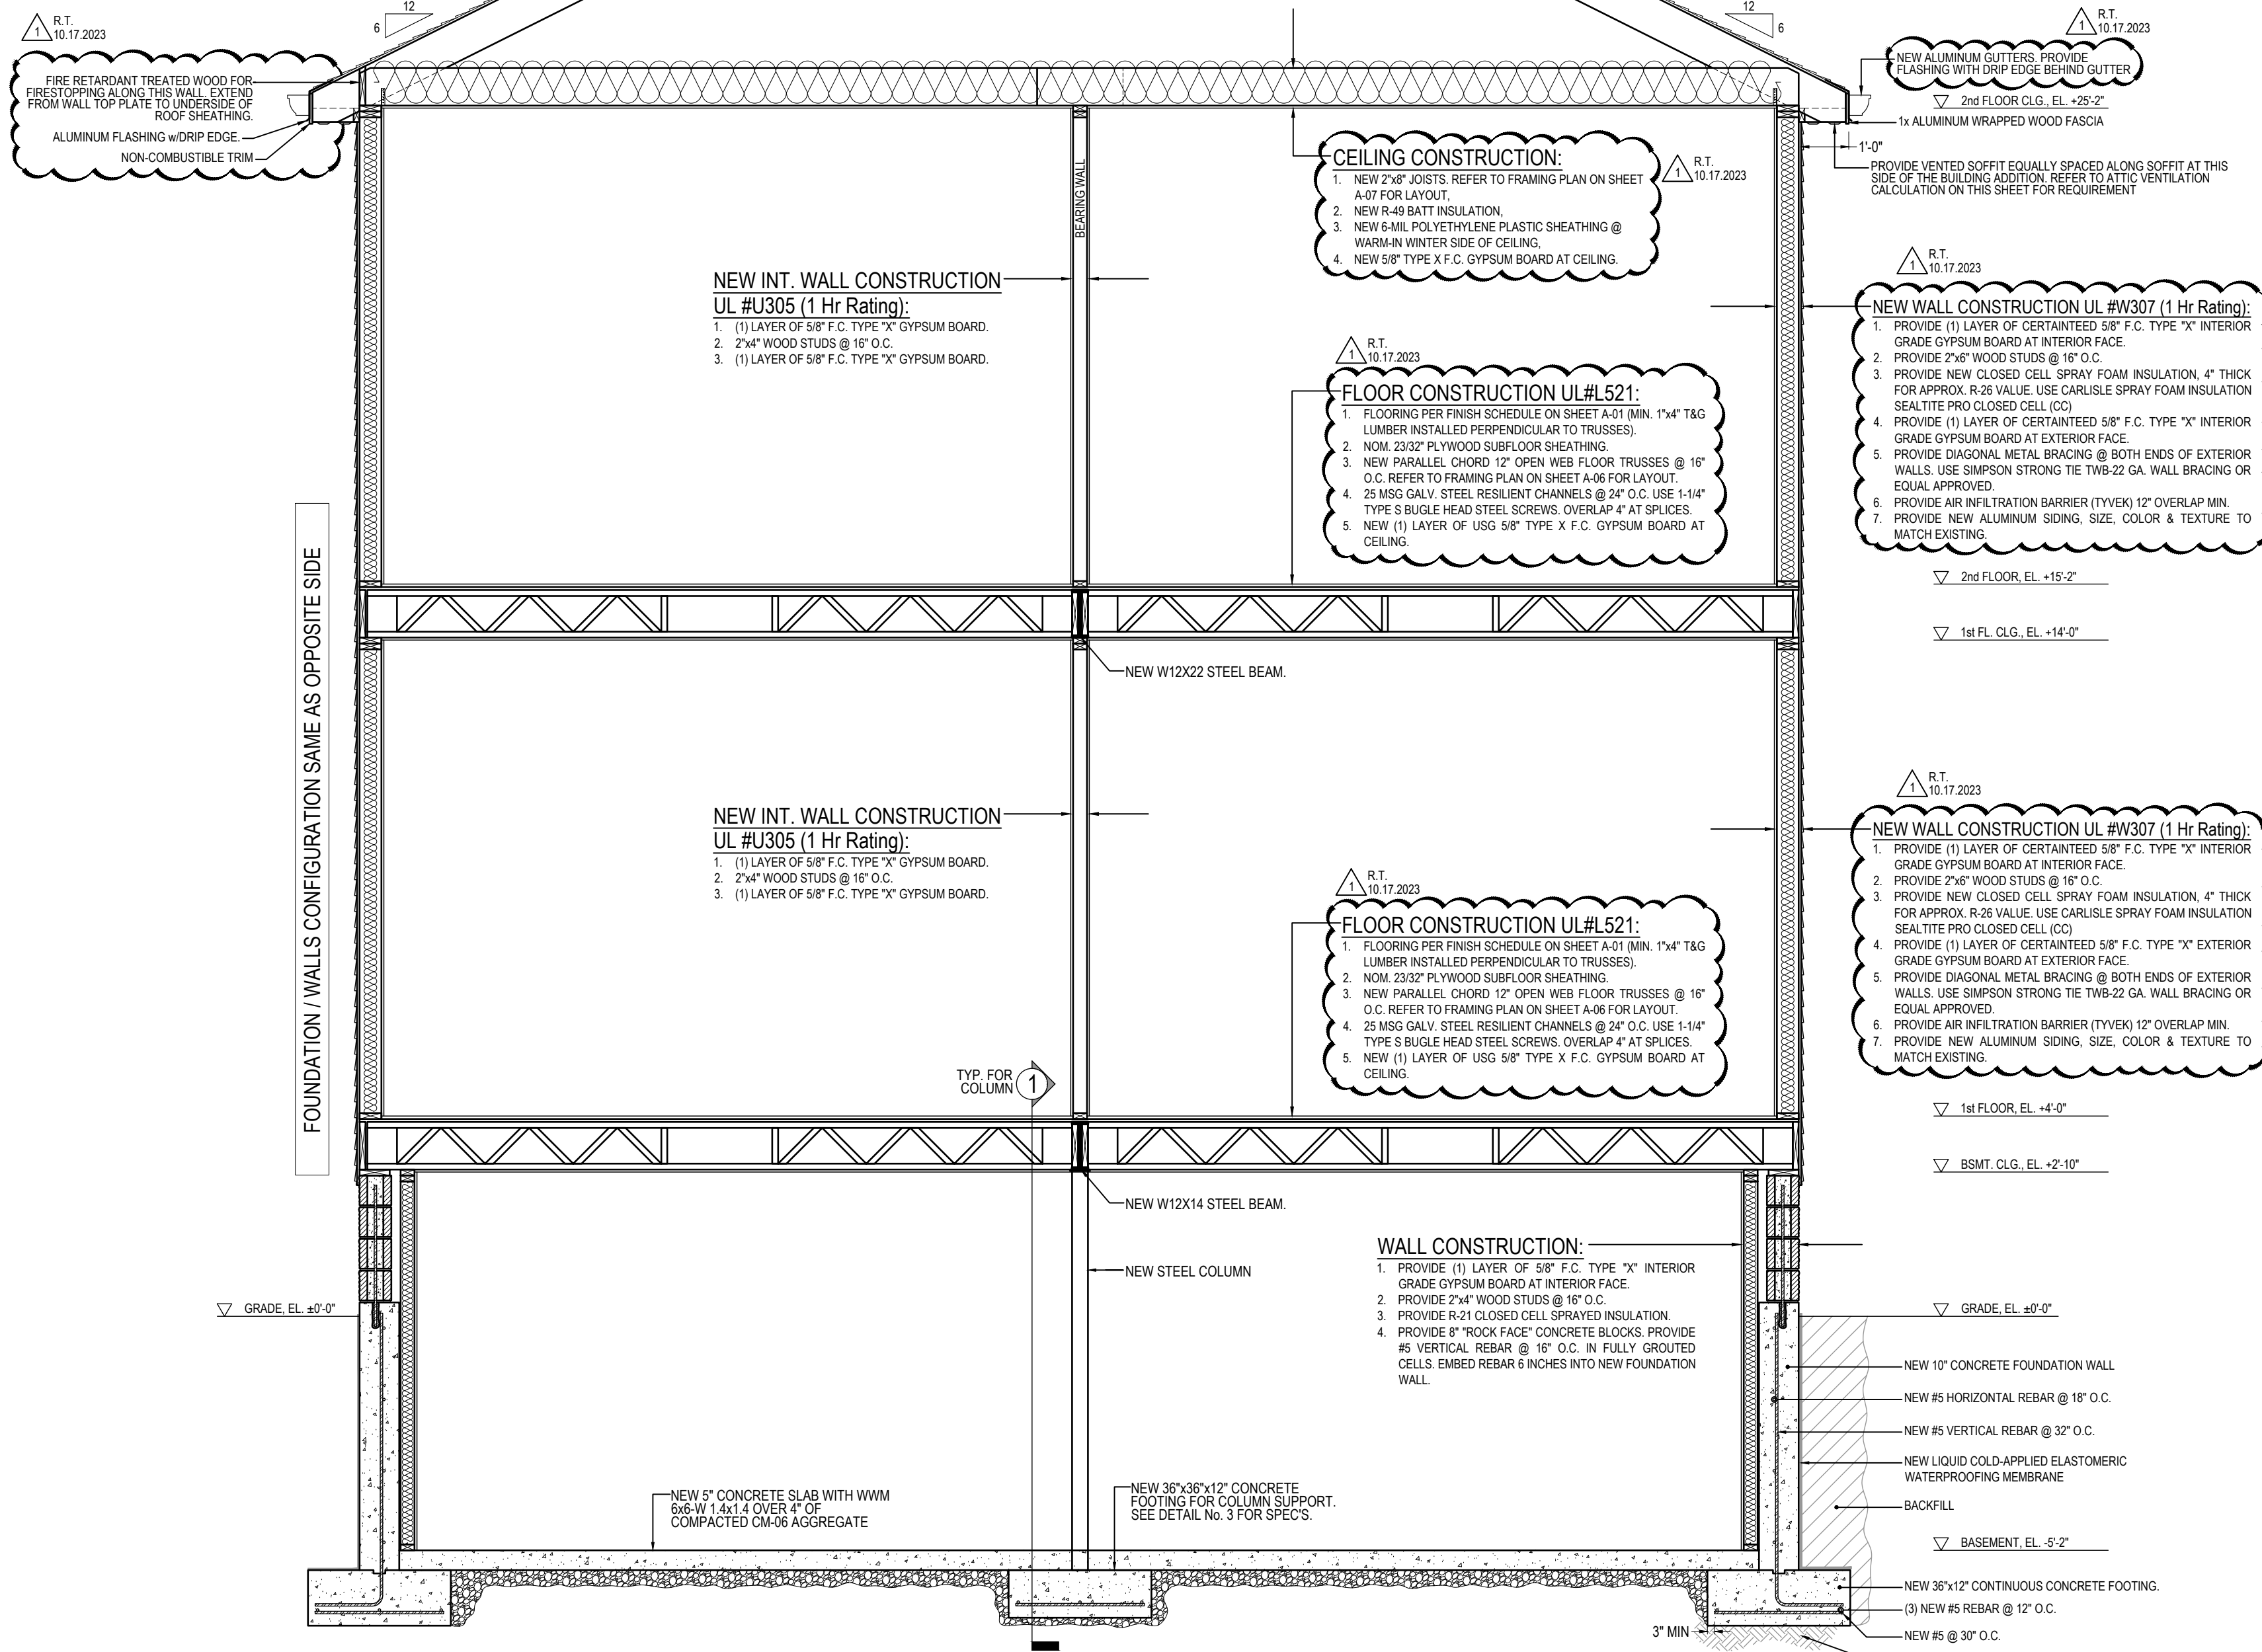 12
6
12
6
1
R.T.
10.17.2023
FIRE RETARDANT TREATED WOOD FOR
FIRESTOPPING ALONG THIS WALL. EXTEND
FROM WALL TOP PLATE TO UNDERSIDE OF
ROOF SHEATHING.
ALUMINUM FLASHING w/DRIP EDGE.
NON-COMBUSTIBLE TRIM
1
R.T.
10.17.2023
NEW ALUMINUM GUTTERS. PROVIDE
FLASHING WITH DRIP EDGE BEHIND GUTTER
2nd FLOOR CLG., EL. +25'-2"
1x ALUMINUM WRAPPED WOOD FASCIA
1'-0"
PROVIDE VENTED SOFFIT EQUALLY SPACED ALONG SOFFIT AT THIS
SIDE OF THE BUILDING ADDITION. REFER TO ATTIC VENTILATION
CALCULATION ON THIS SHEET FOR REQUIREMENT
BEARING WALL
CEILING CONSTRUCTION:
1. NEW 2"x8" JOISTS. REFER TO FRAMING PLAN ON SHEET
A-07 FOR LAYOUT,
2. NEW R-49 BATT INSULATION,
3. NEW 6-MIL POLYETHYLENE PLASTIC SHEATHING @
WARM-IN WINTER SIDE OF CEILING,
4. NEW 5/8" TYPE X F.C. GYPSUM BOARD AT CEILING.
1
R.T.
10.17.2023
NEW INT. WALL CONSTRUCTION
UL #U305 (1 Hr Rating):
1. (1) LAYER OF 5/8" F.C. TYPE "X" GYPSUM BOARD.
2. 2"x4" WOOD STUDS @ 16" O.C.
3. (1) LAYER OF 5/8" F.C. TYPE "X" GYPSUM BOARD.
1
R.T.
10.17.2023
NEW WALL CONSTRUCTION UL #W307 (1 Hr Rating):
1. PROVIDE (1) LAYER OF CERTAINTEED 5/8" F.C. TYPE "X" INTERIOR
GRADE GYPSUM BOARD AT INTERIOR FACE.
2. PROVIDE 2"x6" WOOD STUDS @ 16" O.C.
3. PROVIDE NEW CLOSED CELL SPRAY FOAM INSULATION, 4" THICK
FOR APPROX. R-26 VALUE. USE CARLISLE SPRAY FOAM INSULATION
SEALTITE PRO CLOSED CELL (CC)
4. PROVIDE (1) LAYER OF CERTAINTEED 5/8" F.C. TYPE "X" INTERIOR
GRADE GYPSUM BOARD AT EXTERIOR FACE.
5. PROVIDE DIAGONAL METAL BRACING @ BOTH ENDS OF EXTERIOR
WALLS. USE SIMPSON STRONG TIE TWB-22 GA. WALL BRACING OR
EQUAL APPROVED.
6. PROVIDE AIR INFILTRATION BARRIER (TYVEK) 12" OVERLAP MIN.
7. PROVIDE NEW ALUMINUM SIDING, SIZE, COLOR & TEXTURE TO
MATCH EXISTING.
1
R.T.
10.17.2023
FLOOR CONSTRUCTION UL#L521:
1. FLOORING PER FINISH SCHEDULE ON SHEET A-01 (MIN. 1"x4" T&G
LUMBER INSTALLED PERPENDICULAR TO TRUSSES).
2. NOM. 23/32" PLYWOOD SUBFLOOR SHEATHING.
3. NEW PARALLEL CHORD 12" OPEN WEB FLOOR TRUSSES @ 16"
O.C. REFER TO FRAMING PLAN ON SHEET A-06 FOR LAYOUT.
4. 25 MSG GALV. STEEL RESILIENT CHANNELS @ 24" O.C. USE 1-1/4"
TYPE S BUGLE HEAD STEEL SCREWS. OVERLAP 4" AT SPLICES.
5. NEW (1) LAYER OF USG 5/8" TYPE X F.C. GYPSUM BOARD AT
CEILING.
2nd FLOOR, EL. +15'-2"
1st FL. CLG., EL. +14'-0"
FOUNDATION / WALLS CONFIGURATION SAME AS OPPOSITE SIDE
NEW W12X22 STEEL BEAM.
NEW INT. WALL CONSTRUCTION
UL #U305 (1 Hr Rating):
1. (1) LAYER OF 5/8" F.C. TYPE "X" GYPSUM BOARD.
2. 2"x4" WOOD STUDS @ 16" O.C.
3. (1) LAYER OF 5/8" F.C. TYPE "X" GYPSUM BOARD.
1
R.T.
10.17.2023
NEW WALL CONSTRUCTION UL #W307 (1 Hr Rating):
1. PROVIDE (1) LAYER OF CERTAINTEED 5/8" F.C. TYPE "X" INTERIOR
GRADE GYPSUM BOARD AT INTERIOR FACE.
2. PROVIDE 2"x6" WOOD STUDS @ 16" O.C.
3. PROVIDE NEW CLOSED CELL SPRAY FOAM INSULATION, 4" THICK
FOR APPROX. R-26 VALUE. USE CARLISLE SPRAY FOAM INSULATION
SEALTITE PRO CLOSED CELL (CC)
4. PROVIDE (1) LAYER OF CERTAINTEED 5/8" F.C. TYPE "X" EXTERIOR
GRADE GYPSUM BOARD AT EXTERIOR FACE.
5. PROVIDE DIAGONAL METAL BRACING @ BOTH ENDS OF EXTERIOR
WALLS. USE SIMPSON STRONG TIE TWB-22 GA. WALL BRACING OR
EQUAL APPROVED.
6. PROVIDE AIR INFILTRATION BARRIER (TYVEK) 12" OVERLAP MIN.
7. PROVIDE NEW ALUMINUM SIDING, SIZE, COLOR & TEXTURE TO
MATCH EXISTING.
1
R.T.
10.17.2023
FLOOR CONSTRUCTION UL#L521:
1. FLOORING PER FINISH SCHEDULE ON SHEET A-01 (MIN. 1"x4" T&G
LUMBER INSTALLED PERPENDICULAR TO TRUSSES).
2. NOM. 23/32" PLYWOOD SUBFLOOR SHEATHING.
3. NEW PARALLEL CHORD 12" OPEN WEB FLOOR TRUSSES @ 16"
O.C. REFER TO FRAMING PLAN ON SHEET A-06 FOR LAYOUT.
4. 25 MSG GALV. STEEL RESILIENT CHANNELS @ 24" O.C. USE 1-1/4"
TYPE S BUGLE HEAD STEEL SCREWS. OVERLAP 4" AT SPLICES.
5. NEW (1) LAYER OF USG 5/8" TYPE X F.C. GYPSUM BOARD AT
CEILING.
TYP. FOR
COLUMN
1
1st FLOOR, EL. +4'-0"
BSMT. CLG., EL. +2'-10"
NEW W12X14 STEEL BEAM.
NEW STEEL COLUMN
WALL CONSTRUCTION:
1. PROVIDE (1) LAYER OF 5/8" F.C. TYPE "X" INTERIOR
GRADE GYPSUM BOARD AT INTERIOR FACE.
2. PROVIDE 2"x4" WOOD STUDS @ 16" O.C.
3. PROVIDE R-21 CLOSED CELL SPRAYED INSULATION.
4. PROVIDE 8" "ROCK FACE" CONCRETE BLOCKS. PROVIDE
#5 VERTICAL REBAR @ 16" O.C. IN FULLY GROUTED
CELLS. EMBED REBAR 6 INCHES INTO NEW FOUNDATION
WALL.
GRADE, EL. ±0'-0"
GRADE, EL. ±0'-0"
NEW 10" CONCRETE FOUNDATION WALL
NEW #5 HORIZONTAL REBAR @ 18" O.C.
NEW #5 VERTICAL REBAR @ 32" O.C.
NEW LIQUID COLD-APPLIED ELASTOMERIC
WATERPROOFING MEMBRANE
BACKFILL
BASEMENT, EL. -5'-2"
NEW 5" CONCRETE SLAB WITH WWM
6x6-W 1.4x1.4 OVER 4" OF
COMPACTED CM-06 AGGREGATE
NEW 36"x36"x12" CONCRETE
FOOTING FOR COLUMN SUPPORT.
SEE DETAIL No. 3 FOR SPEC'S.
NEW 36"x12" CONTINUOUS CONCRETE FOOTING.
(3) NEW #5 REBAR @ 12" O.C.
NEW #5 @ 30" O.C.
3" MIN